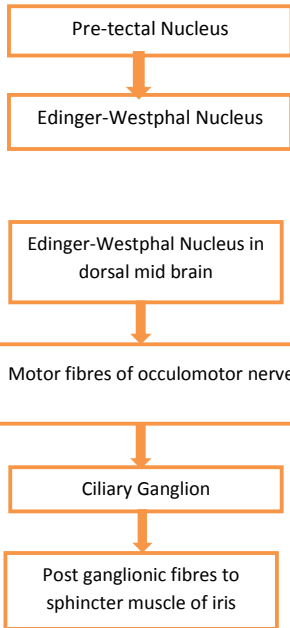 Pre-tectal Nucleus
Edinger-Westphal Nucleus
Edinger-Westphal Nucleus in
dorsal mid brain
Motor fibres of occulomotor nerve
Ciliary Ganglion
Post ganglionic fibres to
sphincter muscle of iris